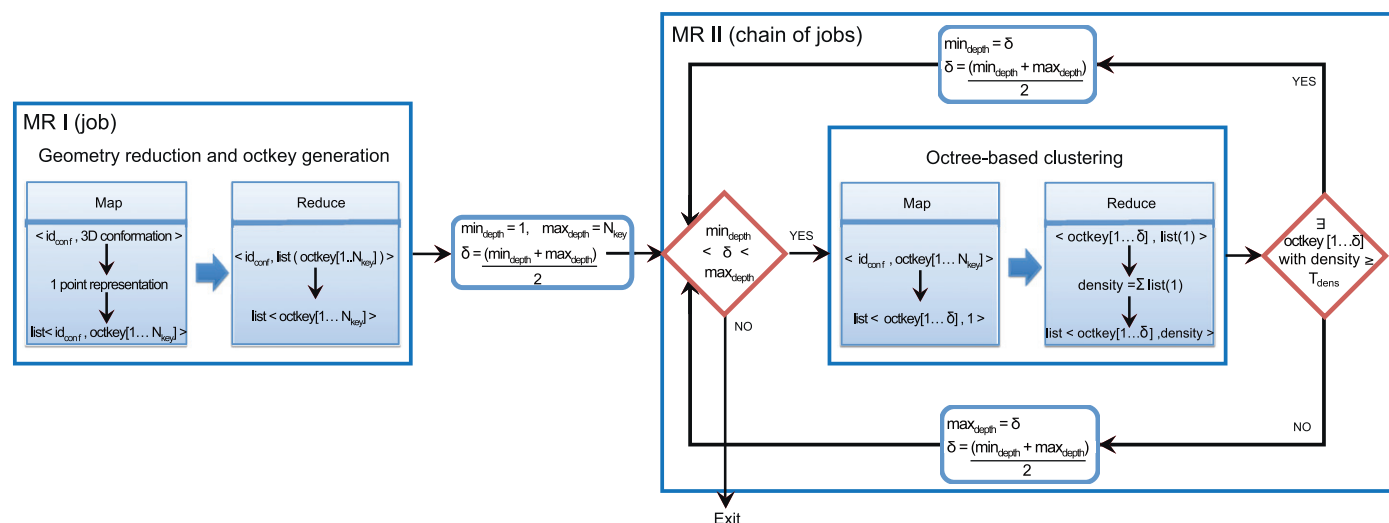 MR I (job)
Geometry reduction and octkey generation
Map
< id_conf , 3D conformation >
1 point representation
list< id_conf , octkey[1… N_key] >
Reduce
< id_conf, list ( octkey[1..N_key] ) >
list < octkey[1… N_key] >
min_depth = 1, max_depth = N_key
δ = (min_depth + max_depth)
2
MR II (chain of jobs)
min_depth = δ
δ = (min_depth + max_depth)
2
YES
min_depth
< δ <
max_depth
YES
NO
Octree-based clustering
Map
< id_conf , octkey[1… N_key] >
list < octkey[1…δ] , 1 >
Reduce
< octkey[1…δ] , list(1) >
density =Σ list(1)
list < octkey[1…δ] ,density >
∃
octkey [1…δ]
with density ≥
T_dens
NO
max_depth = δ
δ = (min_depth + max_depth)
2
Exit